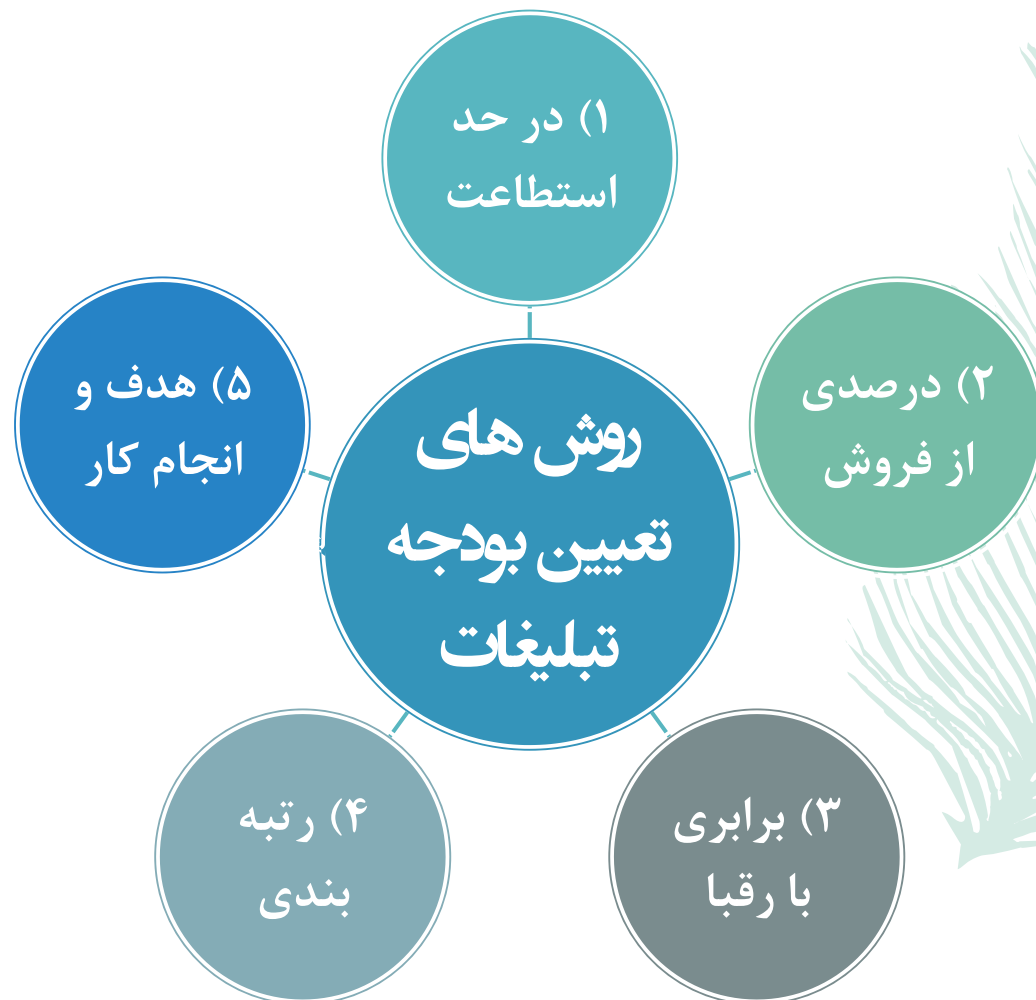 روش های
تعیین بودجه
تبلیغات
۱) در حد
استطاعت
۲) درصدی
از فروش
۳) برابری
با رقبا
۴) رتبه
بندی
۵) هدف و
انجام کار